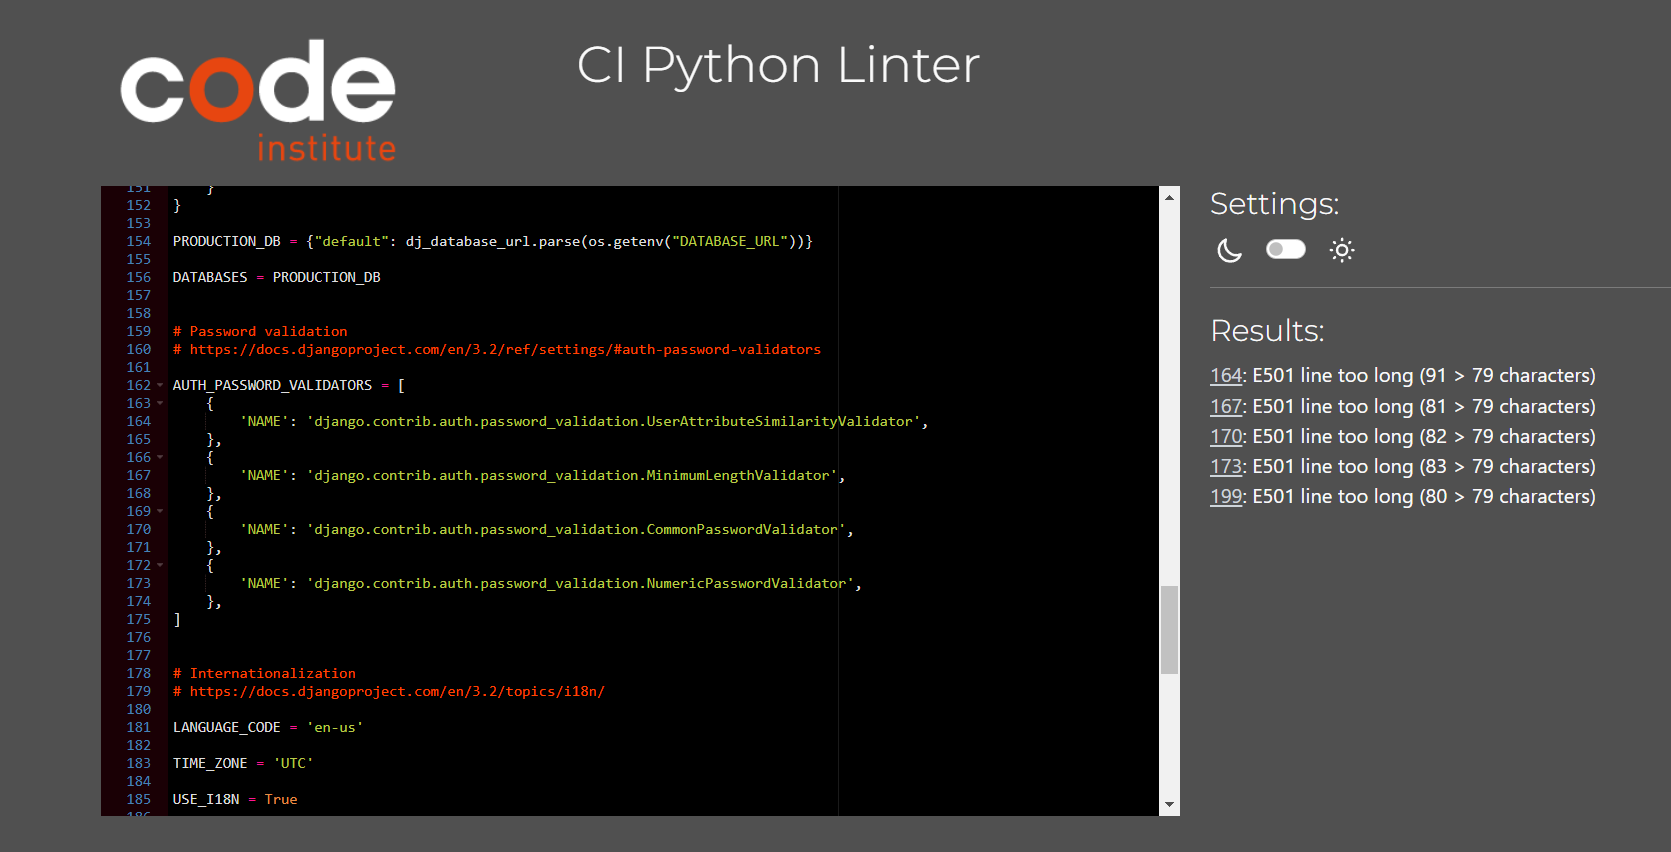 code
institute
CI Python Linter
151 }
152 }
153
154 PRODUCTION_DB = {"default": dj_database_url.parse(os.getenv("DATABASE_URL"))}
155
156 DATABASES = PRODUCTION_DB
157
158
159 # Password validation
160 # https://docs.djangoproject.com/en/3.2/ref/settings/#auth-password-validators
161
162 AUTH_PASSWORD_VALIDATORS = [
163     {
164         'NAME': 'django.contrib.auth.password_validation.UserAttributeSimilarityValidator',
165     },
166     {
167         'NAME': 'django.contrib.auth.password_validation.MinimumLengthValidator',
168     },
169     {
170         'NAME': 'django.contrib.auth.password_validation.CommonPasswordValidator',
171     },
172     {
173         'NAME': 'django.contrib.auth.password_validation.NumericPasswordValidator',
174     },
175 ]
176
177
178 # Internationalization
179 # https://docs.djangoproject.com/en/3.2/topics/i18n/
180
181 LANGUAGE_CODE = 'en-us'
182
183 TIME_ZONE = 'UTC'
184
185 USE_I18N = True
186
Settings:
Results:
164: E501 line too long (91 > 79 characters)
167: E501 line too long (81 > 79 characters)
170: E501 line too long (82 > 79 characters)
173: E501 line too long (83 > 79 characters)
199: E501 line too long (80 > 79 characters)